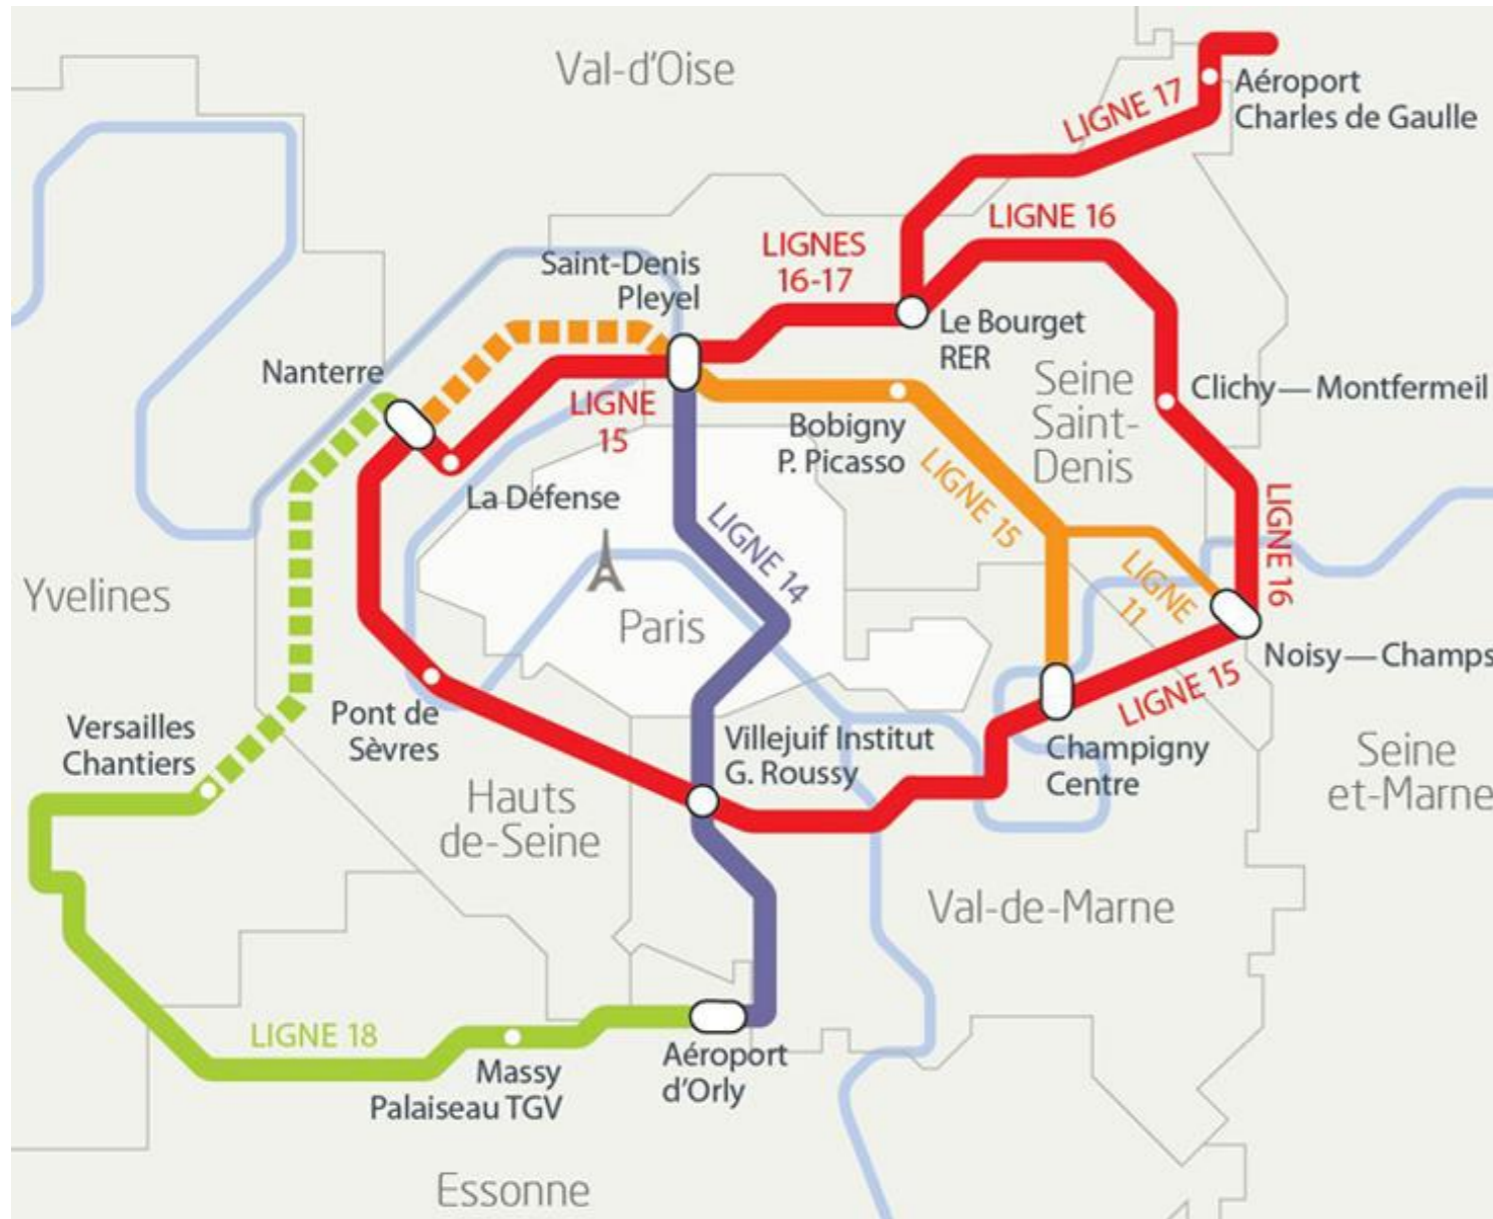 Val-d'Oise
LIGNE 17
Aéroport
Charles de Gaulle
LIGNE 16
LIGNES
16-17
Saint-Denis
Pleyel
Le Bourget
RER
Nanterre
Seine
Saint-
Denis
Clichy — Montfermeil
LIGNE
15
Bobigny
P. Picasso
La Défense
LIGNE 15
LIGNE 14
LIGNE 16
LIGNE
11
Yvelines
Paris
Noisy — Champs
LIGNE 15
Pont de
Sèvres
Versailles
Chantiers
Villejuif Institut
G. Roussy
Champigny
Centre
Seine
et-Marne
Hauts
de-Seine
Val-de-Marne
LIGNE 18
Massy
Palaiseau TGV
Aéroport
d'Orly
Essonne